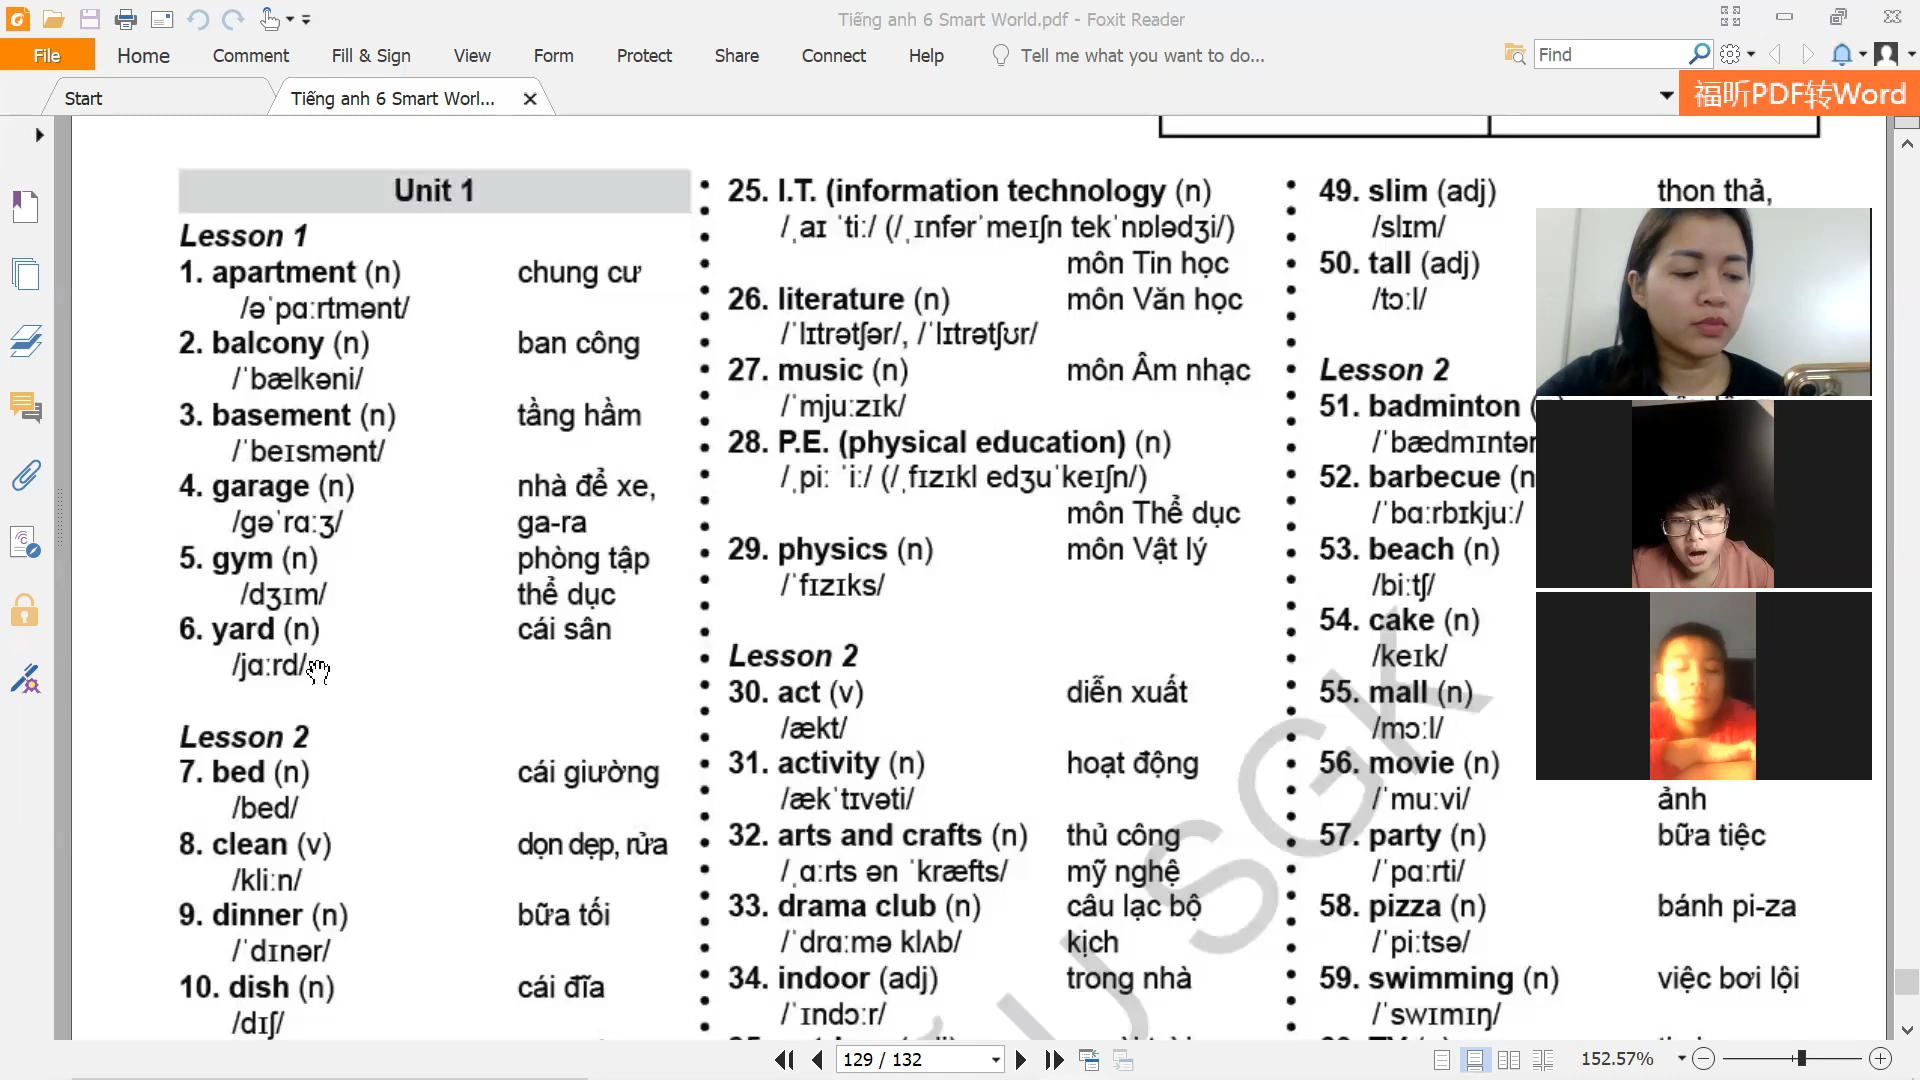 Tiếng anh 6 Smart World.pdf - Foxit Reader
File Home Comment Fill & Sign View Form Protect Share Connect Help Tell me what you want to do... Find
Start Tiếng anh 6 Smart Worl... 福昕PDF转Word
Unit 1
Lesson 1
1. apartment (n) chung cư
/əˈpɑːrtmənt/
2. balcony (n) ban công
/ˈbælkəni/
3. basement (n) tầng hầm
/ˈbeɪsmənt/
4. garage (n) nhà để xe,
/gəˈrɑːʒ/ ga-ra
5. gym (n) phòng tập
/dʒɪm/ thể dục
6. yard (n) cái sân
/jɑːrd/
Lesson 2
7. bed (n) cái giường
/bed/
8. clean (v) dọn dẹp, rửa
/kliːn/
9. dinner (n) bữa tối
/ˈdɪnər/
10. dish (n) cái đĩa
/dɪʃ/
25. I.T. (information technology (n)
/ˌaɪ ˈtiː/ (/ˌɪnfərˈmeɪʃn tekˈnɒlədʒi/)
môn Tin học
26. literature (n) môn Văn học
/ˈlɪtrətʃər/, /ˈlɪtrətʃʊr/
27. music (n) môn Âm nhạc
/ˈmjuːzɪk/
28. P.E. (physical education) (n)
/ˌpiː ˈiː/ (/ˌfɪzɪkl edʒuˈkeɪʃn/)
môn Thể dục
29. physics (n) môn Vật lý
/ˈfɪzɪks/
Lesson 2
30. act (v) diễn xuất
/ækt/
31. activity (n) hoạt động
/ækˈtɪvəti/
32. arts and crafts (n) thủ công
/ˌɑːrts ən ˈkræfts/ mỹ nghệ
33. drama club (n) câu lạc bộ
/ˈdrɑːmə klʌb/ kịch
34. indoor (adj) trong nhà
/ˈɪndɔːr/
49. slim (adj) thon thả,
/slɪm/
50. tall (adj)
/tɔːl/
Lesson 2
51. badminton
/ˈbædmɪntən
52. barbecue (n
/ˈbɑːrbɪkjuː/
53. beach (n)
/biːtʃ/
54. cake (n)
/keɪk/
55. mall (n)
/mɔːl/
56. movie (n)
/ˈmuːvi/ ảnh
57. party (n) bữa tiệc
/ˈpɑːrti/
58. pizza (n) bánh pi-za
/ˈpiːtsə/
59. swimming (n) việc bơi lội
/ˈswɪmɪŋ/
U SGK
129 / 132 152.57%